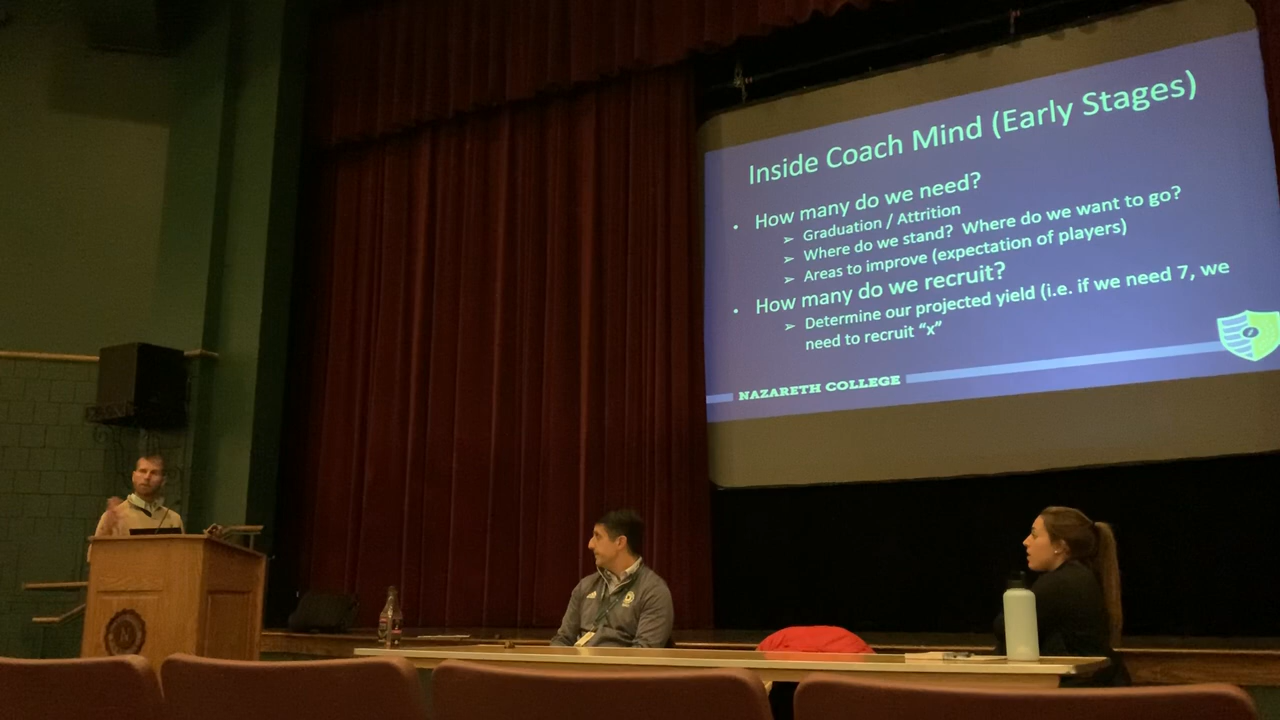 Inside Coach Mind (Early Stages)
• How many do we need?
➢ Graduation / Attrition
➢ Where do we stand? Where do we want to go?
➢ Areas to improve (expectation of players)
• How many do we recruit?
➢ Determine our projected yield (i.e. if we need 7, we
need to recruit “x”
NAZARETH COLLEGE
N